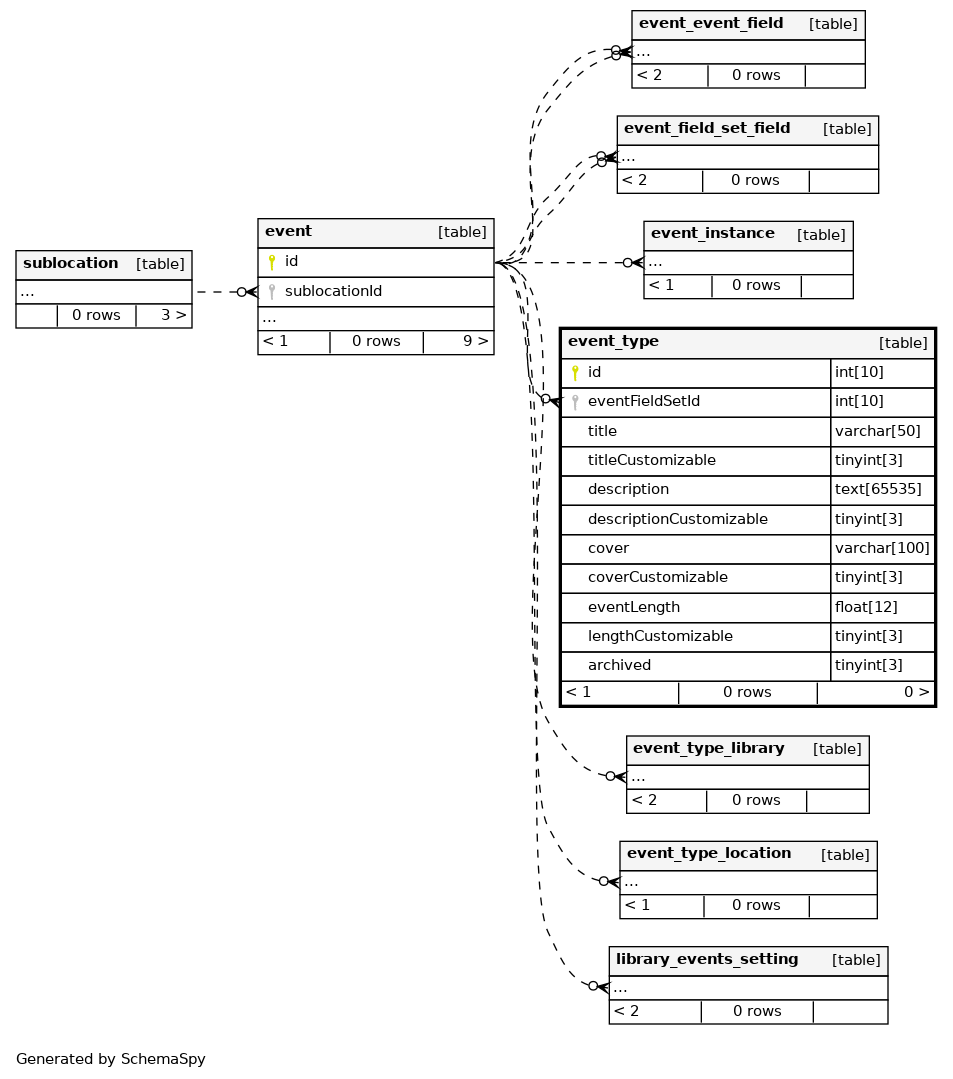 sublocation [table]
...
0 rows 3 >
event [table]
id
sublocationId
...
< 1 0 rows 9 >
event_event_field [table]
...
< 2 0 rows
event_field_set_field [table]
...
< 2 0 rows
event_instance [table]
...
< 1 0 rows
event_type [table]
id int[10]
eventFieldSetId int[10]
title varchar[50]
titleCustomizable tinyint[3]
description text[65535]
descriptionCustomizable tinyint[3]
cover varchar[100]
coverCustomizable tinyint[3]
eventLength float[12]
lengthCustomizable tinyint[3]
archived tinyint[3]
< 1 0 rows 0 >
event_type_library [table]
...
< 2 0 rows
event_type_location [table]
...
< 1 0 rows
library_events_setting [table]
...
< 2 0 rows
Generated by SchemaSpy